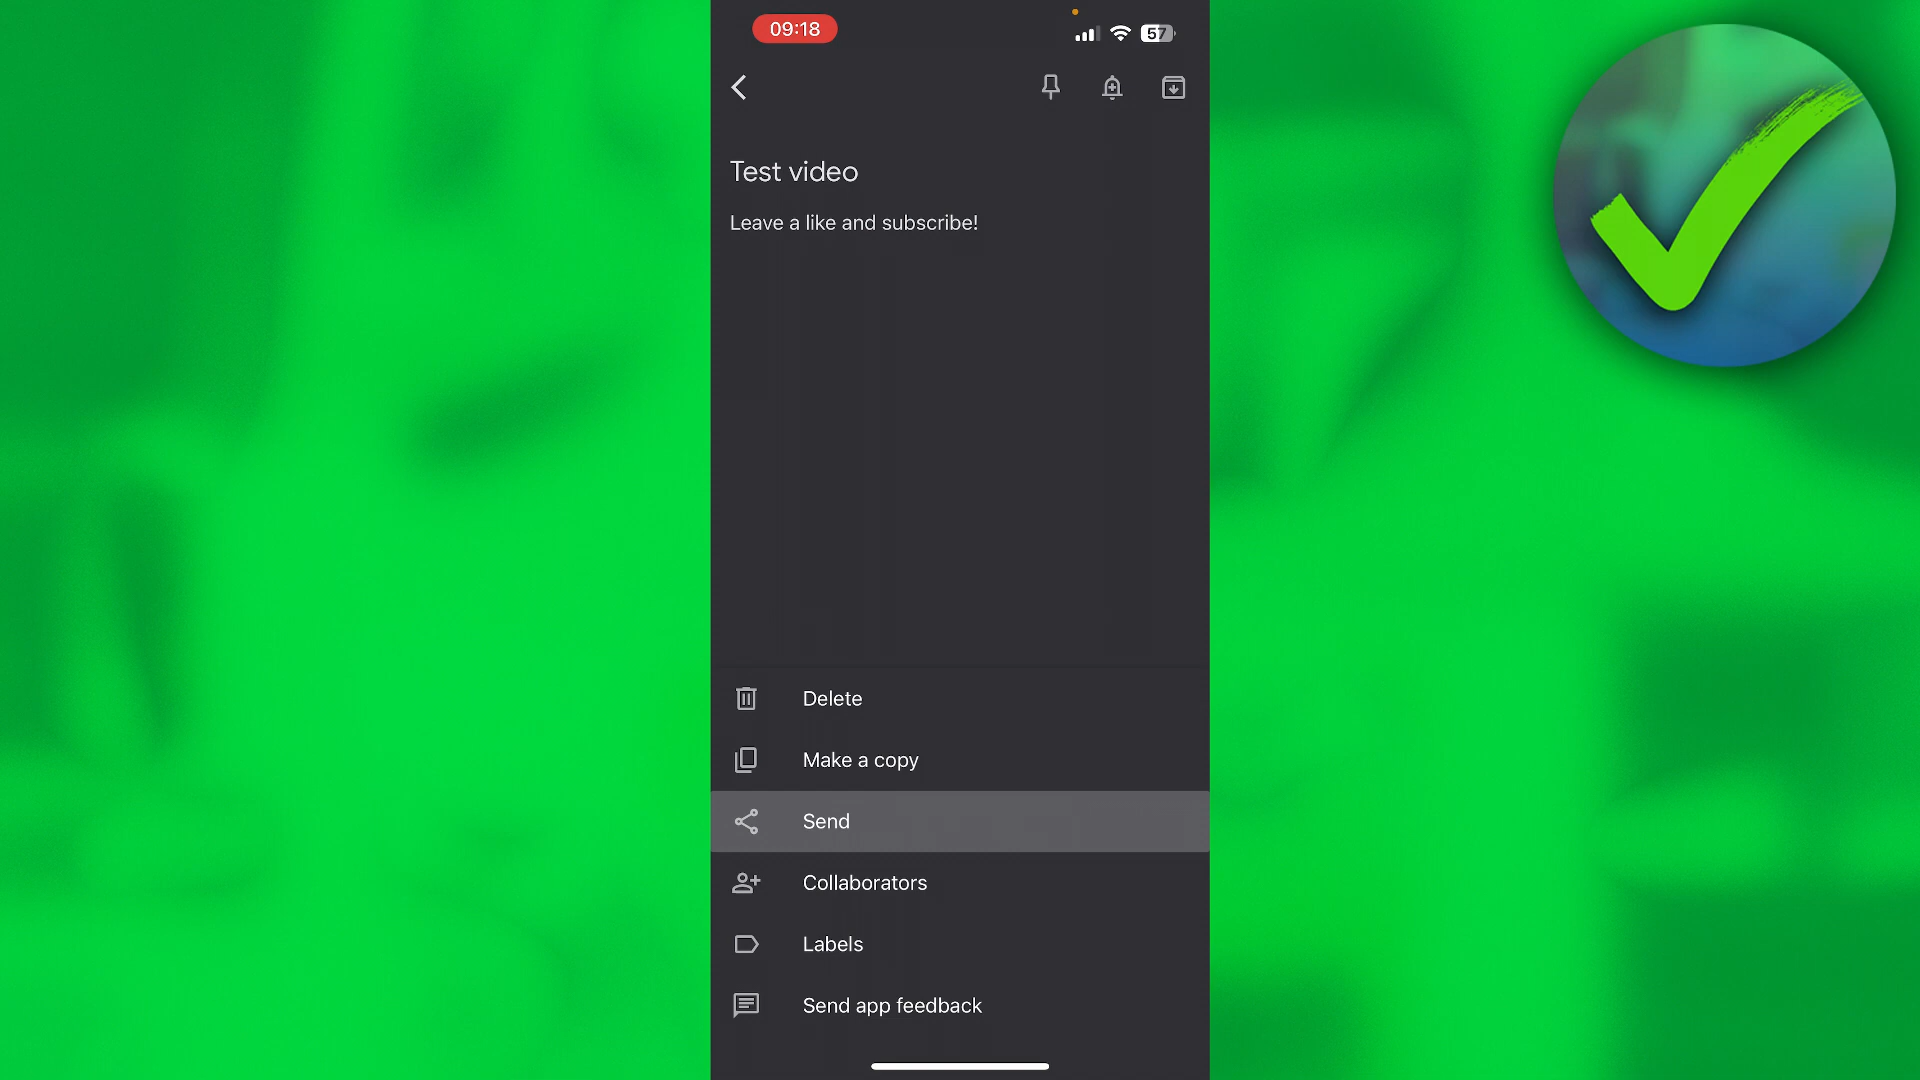 09:18
57
Test video
Leave a like and subscribe!
Delete
Make a copy
Send
Collaborators
Labels
Send app feedback